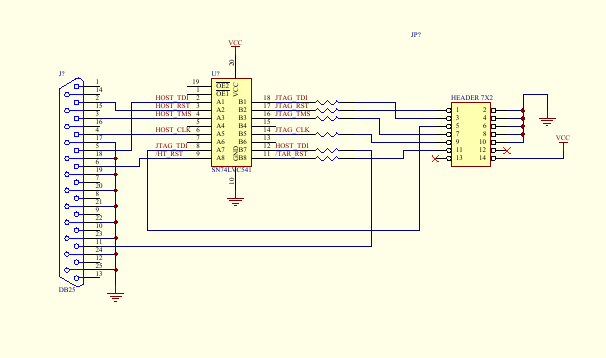 JP?
VCC
20
J?
U?
1
14
2
15
3
16
4
17
5
18
6
19
7
20
8
21
9
22
10
23
11
24
12
25
13
DB25
19
1
HOST_TDI 2
HOST_RST 3
HOST_TMS 4
5
HOST_CLK 6
7
JTAG_TDI 8
/HT_RST 9
OE2
OE1
VCC
A1 B1
A2 B2
A3 B3
A4 B4
A5 B5
A6 B6
A7 B7
A8 B8
GND
SN74LVC541
10
18 JTAG_TDI
17 JTAG_RST
16 JTAG_TMS
15
14 JTAG_CLK
13
12 HOST_TDI
11 /TAR_RST
HEADER 7X2
1 2
3 4
5 6
7 8
9 10
11 12
13 14
VCC